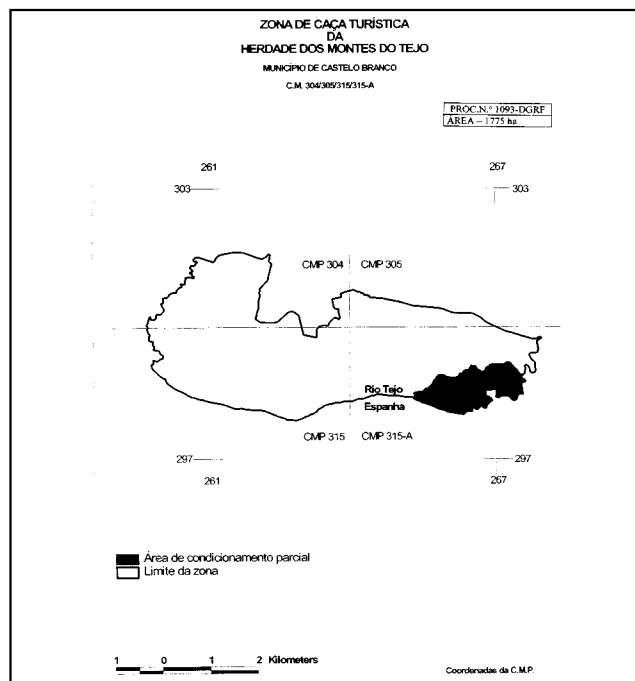 ZONA DE CAÇA TURÍSTICA
DA
HERDADE DOS MONTES DO TEJO
MUNICÍPIO DE CASTELO BRANCO
C.M. 304/305/315/315-A
PROC.N.º 1093-DGRF
ÁREA – 1775 ha
261 267
303 303
CMP 304 CMP 305
Rio Tejo
Espanha
CMP 315 CMP 315-A
297 297
261 267
Área de condicionamento parcial
Limite da zona
1 0 1 2 Kilometers
Coordenadas da C.M.P.